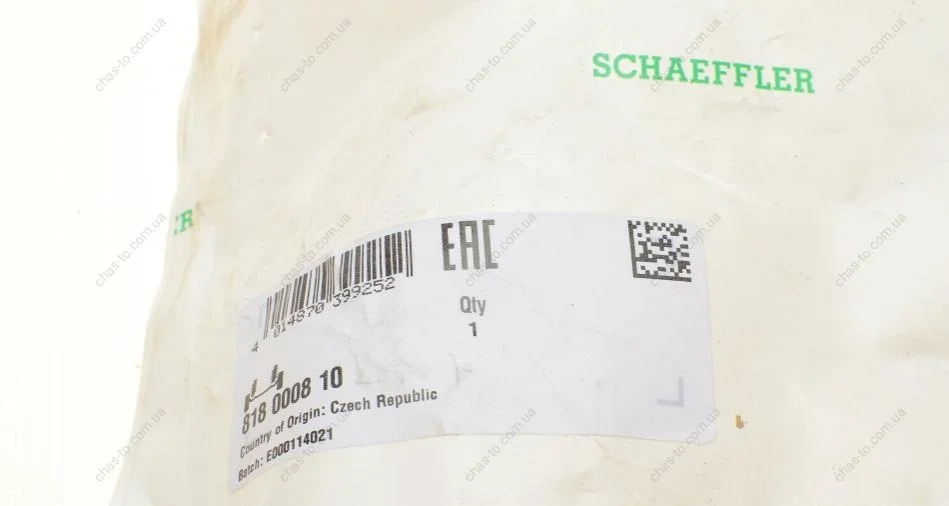 SCHAEFFLER
ER
EAC
4 014870 399252
Qty
1
818 0008 10
Country of Origin: Czech Republic
Batch: E000114021
chas-to.com.ua